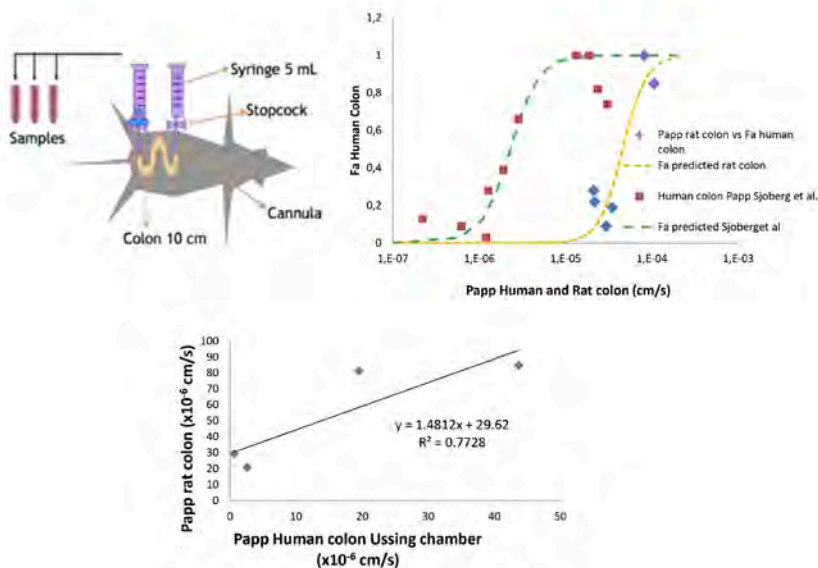 Syringe 5 mL
Stopcock
Samples
Cannula
Colon 10 cm
Fa Human Colon
1,2
1
0,8
0,6
0,4
0,2
0
1,E-07
1,E-06
1,E-05
1,E-04
1,E-03
Papp Human and Rat colon (cm/s)
Papp rat colon vs Fa human
colon
Fa predicted rat colon
Human colon Papp Sjoberg et al.
Fa predicted Sjoberget al
Papp rat colon (x10⁻⁶ cm/s)
100
90
80
70
60
50
40
30
20
10
0
y = 1.4812x + 29.62
R² = 0.7728
0
10
20
30
40
50
Papp Human colon Ussing chamber
(x10⁻⁶ cm/s)